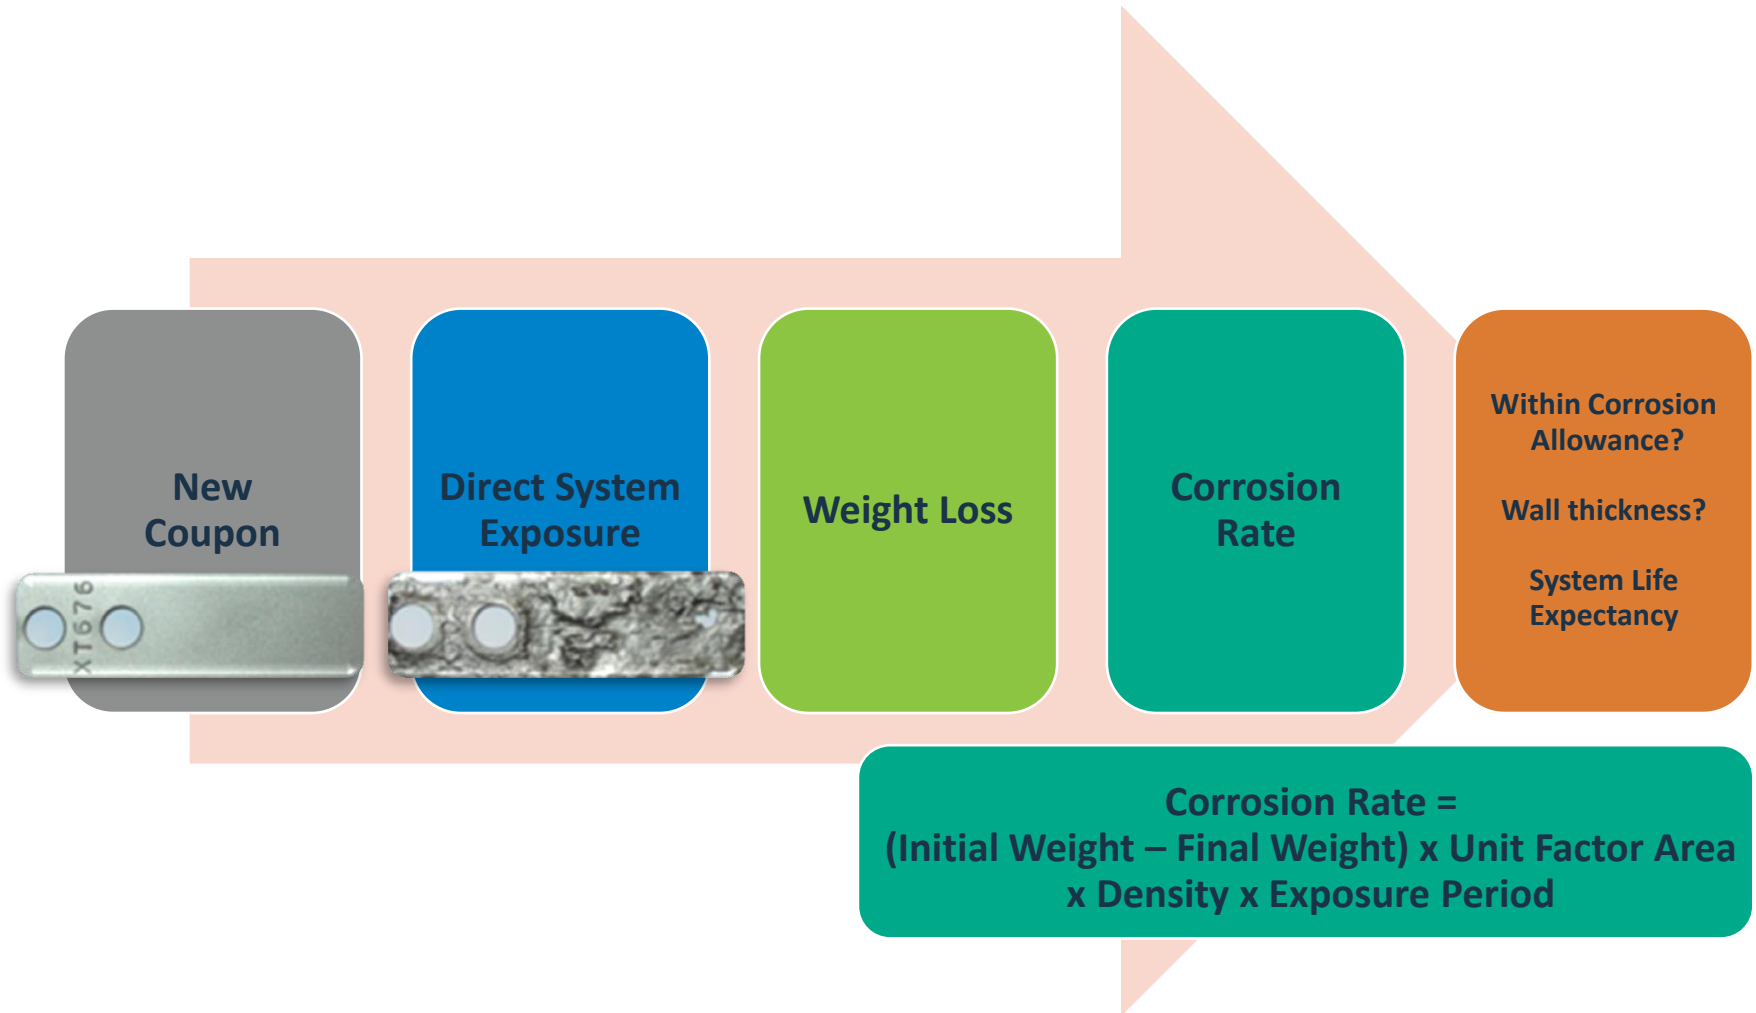 New
Coupon
XT676
Direct System
Exposure
Weight Loss
Corrosion
Rate
Within Corrosion
Allowance?
Wall thickness?
System Life
Expectancy
Corrosion Rate =
(Initial Weight – Final Weight) x Unit Factor Area
x Density x Exposure Period